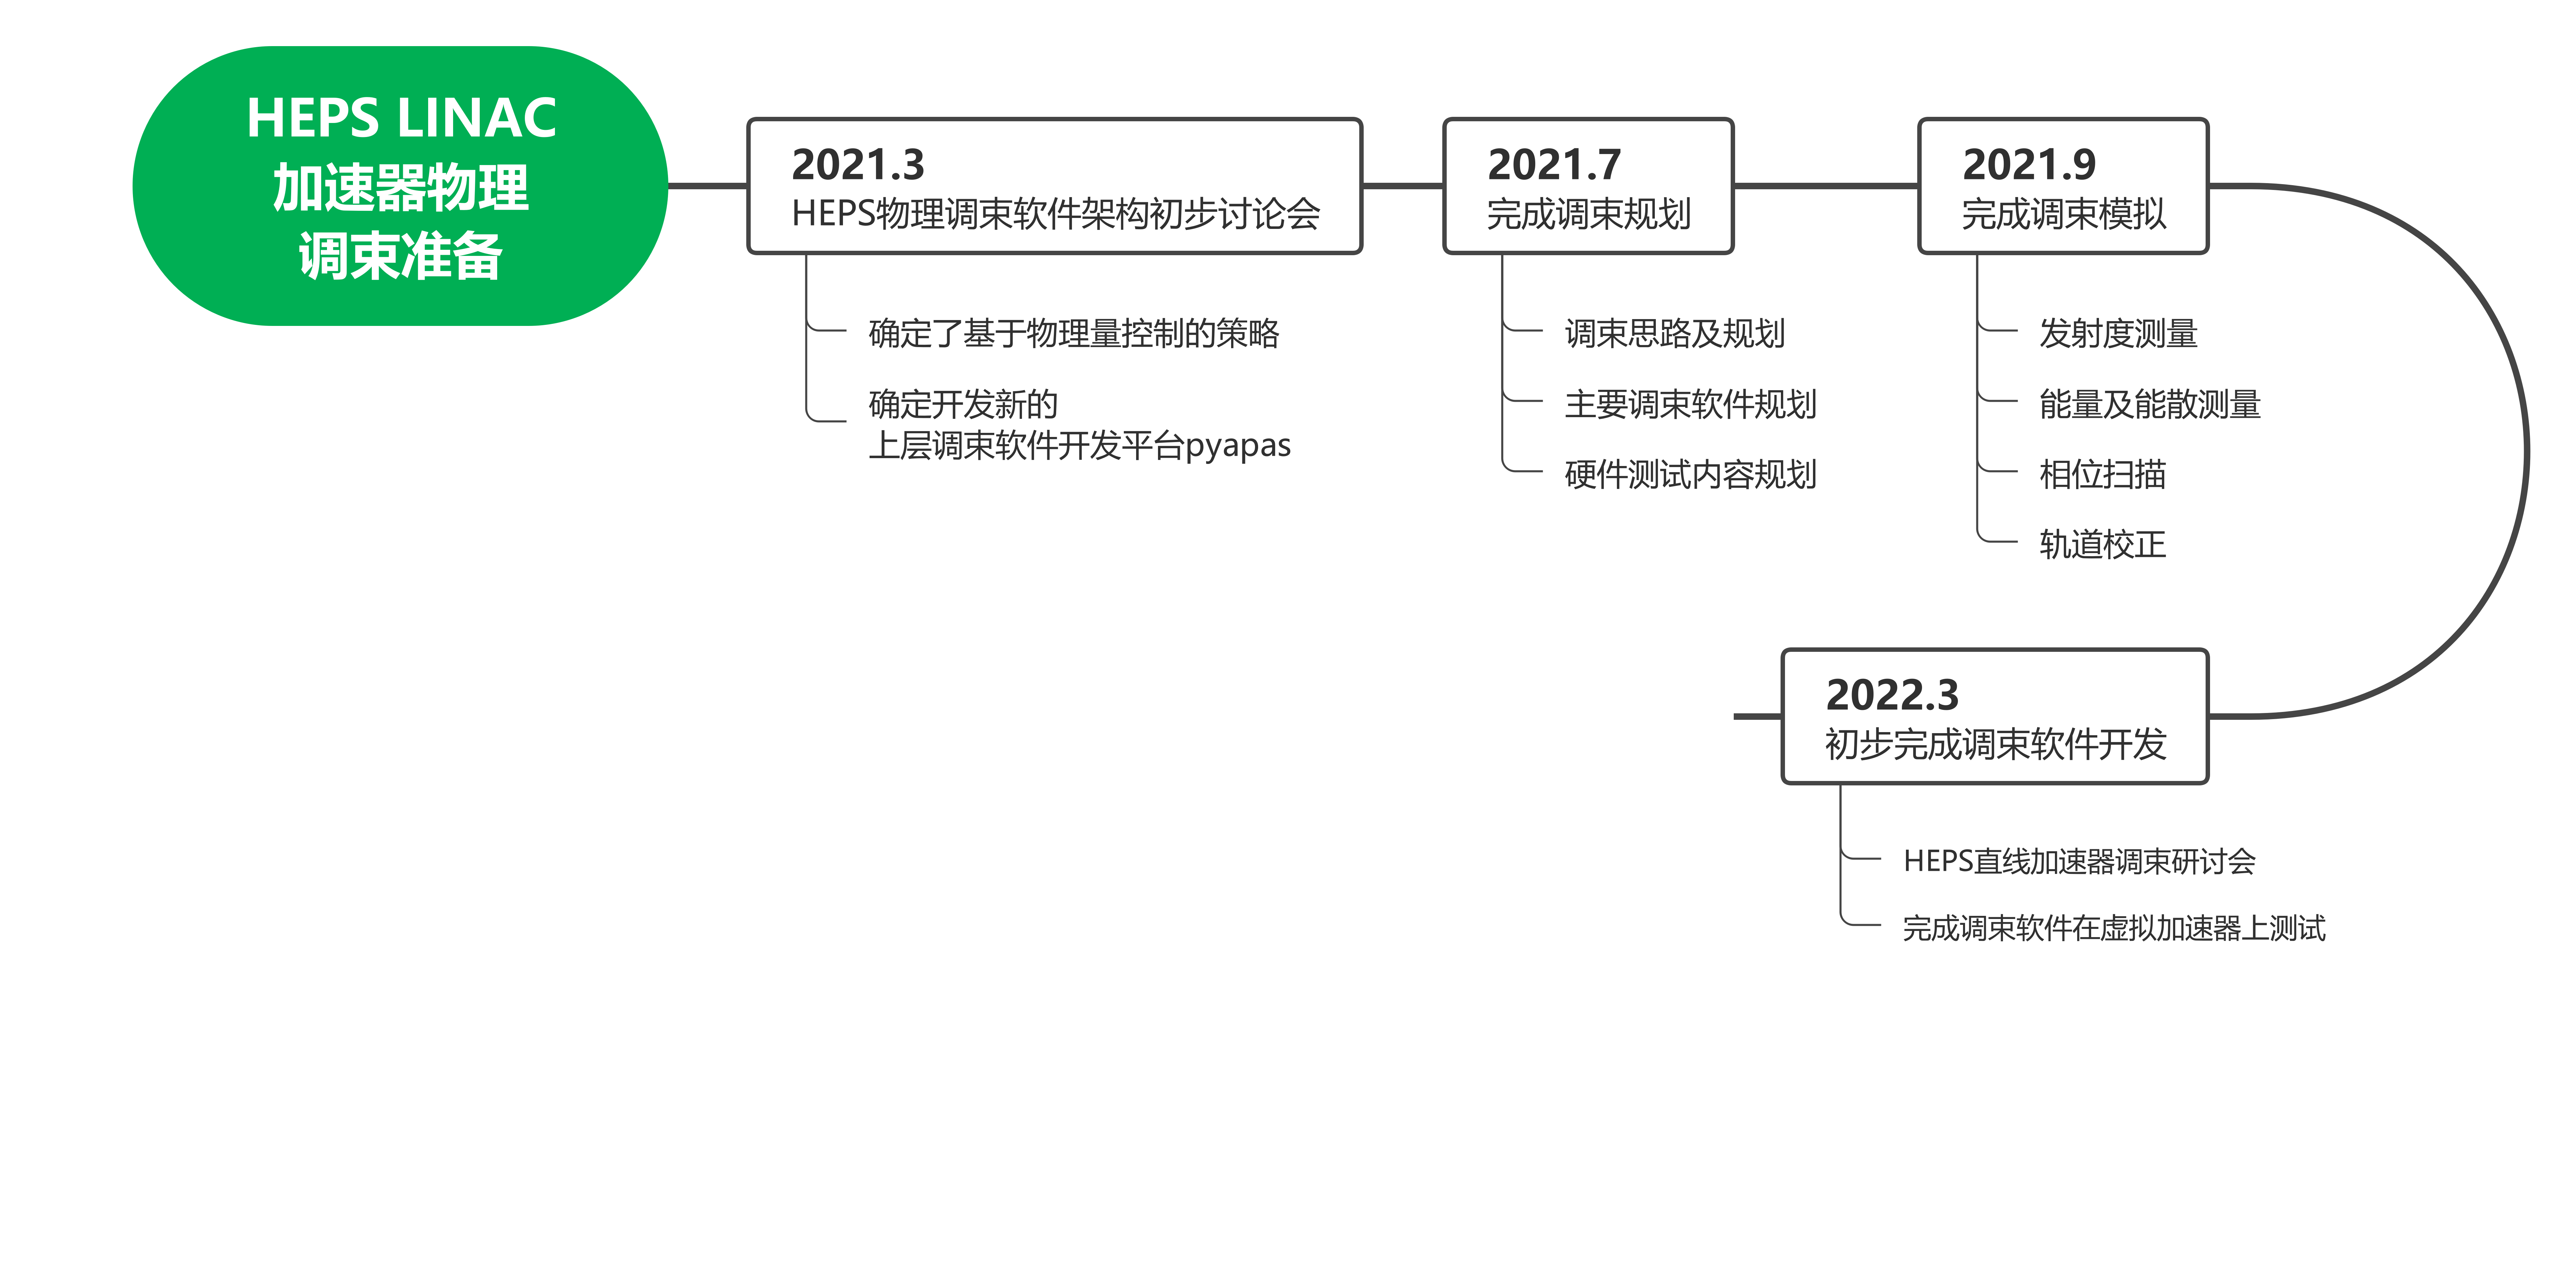 HEPS LINAC
加速器物理
调束准备
2021.3
HEPS物理调束软件架构初步讨论会
确定了基于物理量控制的策略
确定开发新的
上层调束软件开发平台pyapas
2021.7
完成调束规划
调束思路及规划
主要调束软件规划
硬件测试内容规划
2021.9
完成调束模拟
发射度测量
能量及能散测量
相位扫描
轨道校正
2022.3
初步完成调束软件开发
HEPS直线加速器调束研讨会
完成调束软件在虚拟加速器上测试